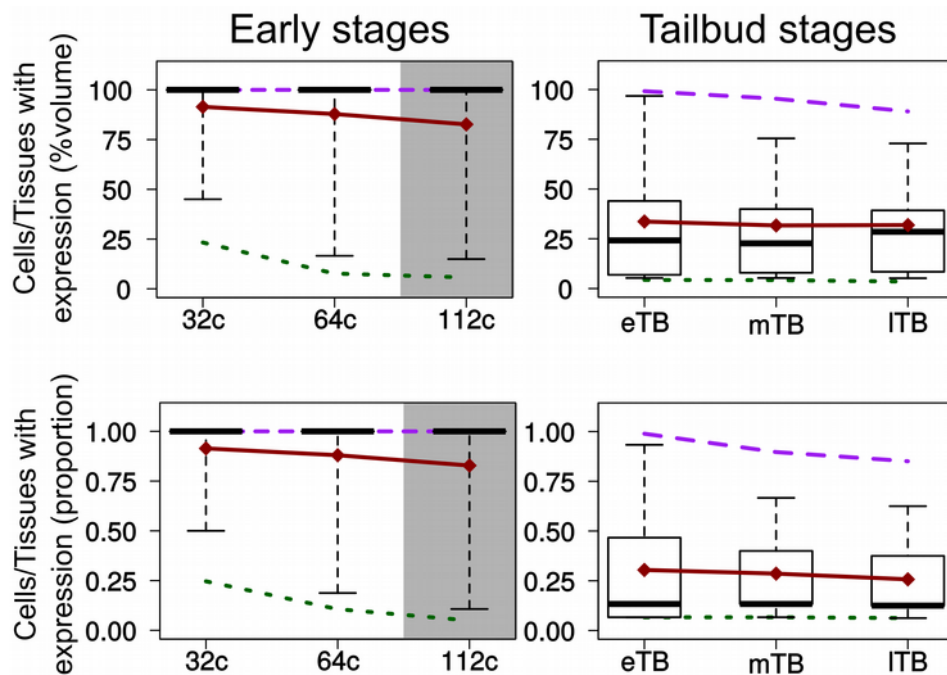 Early stages
Tailbud stages
Cells/Tissues with
expression (%volume)
100
75
50
25
0
32c
64c
112c
100
75
50
25
0
eTB
mTB
lTB
Cells/Tissues with
expression (proportion)
1.00
0.75
0.50
0.25
0.00
32c
64c
112c
1.00
0.75
0.50
0.25
0.00
eTB
mTB
lTB